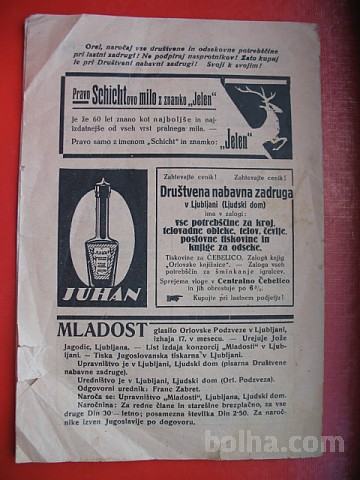 Orel, naročaj vse društvene in odsekovne potrebščine
pri lastni zadrugi! Ne podpiraj nasprotnikov! Zato kupuj
le pri Društveni nabavni zadrugi! Svoji k svojim!
Pravo Schichtovo milo z znamko „Jelen“
je že 60 let znano kot najboljše in naj-
izdatnejše od vseh vrst pralnega mila. —
Pravo samo z imenom „Schicht“ in znamko:
„Jelen“
JUHAN
Zahtevajte cenik! Zahtevajte cenik!
Društvena nabavna zadruga
v Ljubljani (Ljudski dom)
ima v zalogi:
vse potrebščine za kroj,
telovadne obleke, telov. čevlje,
poslovne tiskovine in
knjige za odseke.
Tiskovine za ČEBELICO. Zaloga knjig
„Orlovske knjižnice“. — Zaloga vseh
potrebščin za šminkanje igralcev.
Sprejema vloge v Centralno Čebelico
in jih obrestuje po 6%.
Kupujte pri lastnem podjetju!
MLADOST glasilo Orlovske Podzveze v Ljubljani,
izhaja 17. v mesecu. — Urejuje Jože
Jagodic, Ljubljana. — List izdaja konzorcij „Mladosti“ v Ljub-
ljani. — Tiska Jugoslovanska tiskarna v Ljubljani.
Upravništvo je v Ljubljani, Ljudski dom (pisarna Društvene
nabavne zadruge).
Uredništvo je v Ljubljani, Ljudski dom (Orl. Podzveza).
Odgovorni urednik: Franc Zabret.
Naroča se: Upravništvo „Mladosti“, Ljubljana, Ljudski dom.
Naročnina: Za redne člane in starešine brezplačno, za vse
druge Din 30 — letno; posamezna številka Din 2·50. Za naroč-
nike izven Jugoslavije po dogovoru.
bolha.com